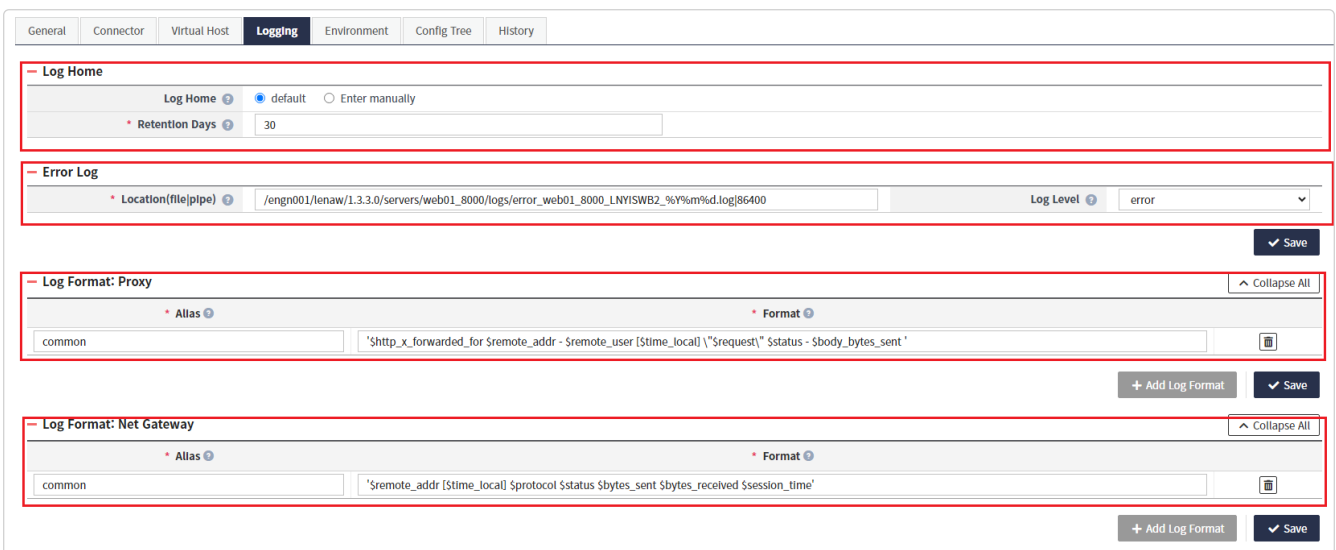 General Connector Virtual Host Logging Environment Config Tree History
Log Home
Log Home default Enter manually
* Retention Days 30
Error Log
* Location(file|pipe) /engn001/lenaw/1.3.3.0/servers/web01_8000/logs/error_web01_8000_LNYISWB2_%Y%m%d.log|86400 Log Level error
Save
Log Format: Proxy Collapse All
* Alias * Format
common '$http_x_forwarded_for $remote_addr - $remote_user [$time_local] \"$request\" $status - $body_bytes_sent '
+ Add Log Format Save
Log Format: Net Gateway Collapse All
* Alias * Format
common '$remote_addr [$time_local] $protocol $status $bytes_sent $bytes_received $session_time'
+ Add Log Format Save